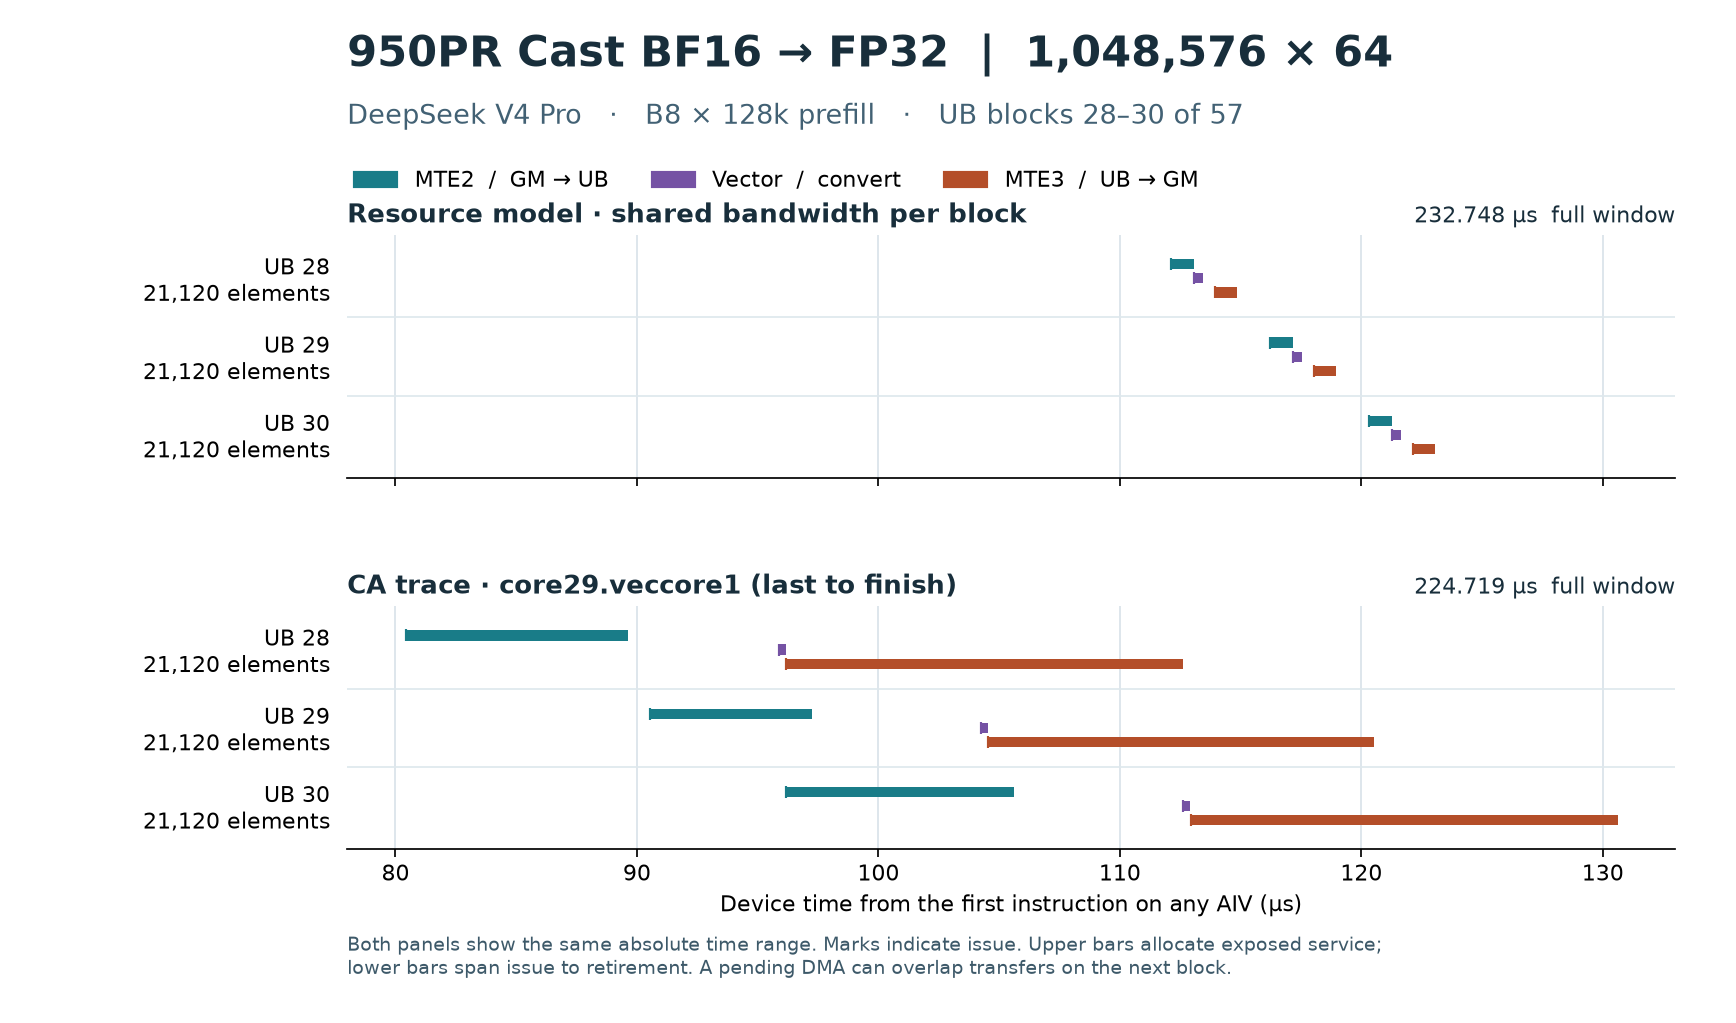 950PR Cast BF16 → FP32 | 1,048,576 × 64
DeepSeek V4 Pro · B8 × 128k prefill · UB blocks 28–30 of 57
MTE2 / GM → UB Vector / convert MTE3 / UB → GM
Resource model · shared bandwidth per block 232.748 µs full window
UB 28
21,120 elements
UB 29
21,120 elements
UB 30
21,120 elements
CA trace · core29.veccore1 (last to finish) 224.719 µs full window
UB 28
21,120 elements
UB 29
21,120 elements
UB 30
21,120 elements
80 90 100 110 120 130
Device time from the first instruction on any AIV (µs)
Both panels show the same absolute time range. Marks indicate issue. Upper bars allocate exposed service;
lower bars span issue to retirement. A pending DMA can overlap transfers on the next block.